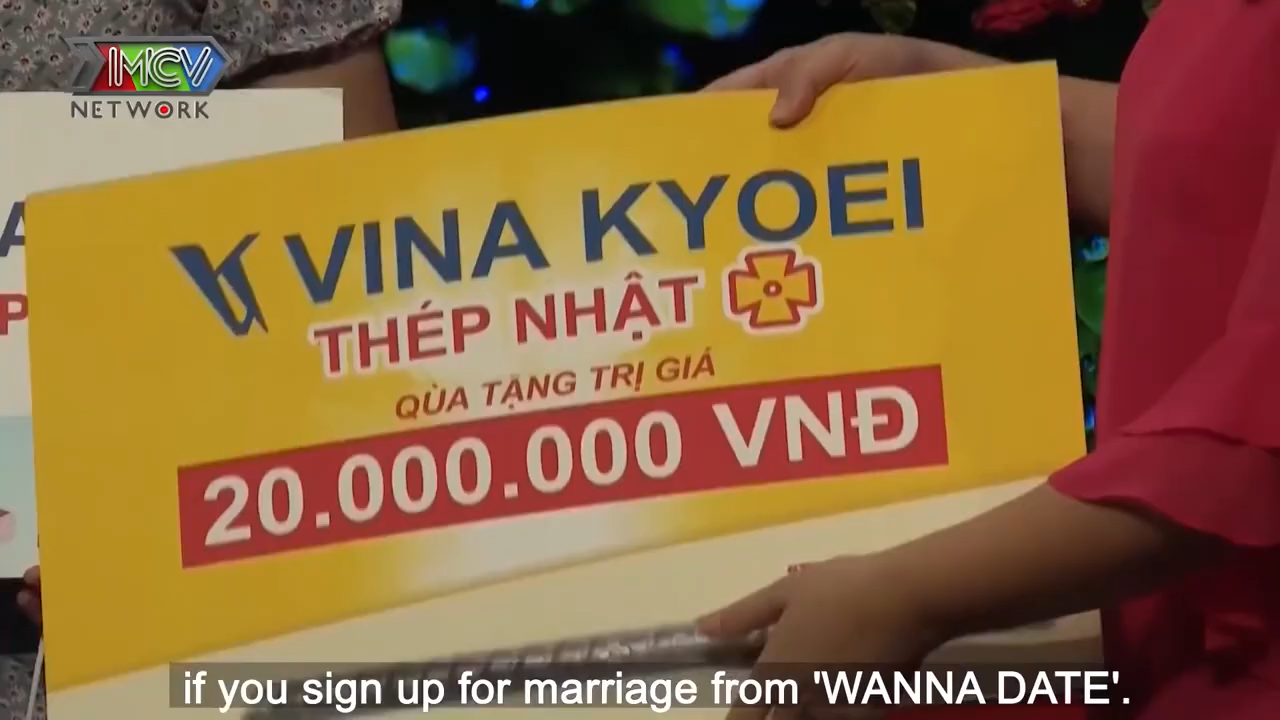 MCV
NETWORK
VINA KYOEI
THÉP NHẬT
QÙA TẶNG TRỊ GIÁ
20.000.000 VNĐ
if you sign up for marriage from 'WANNA DATE'.